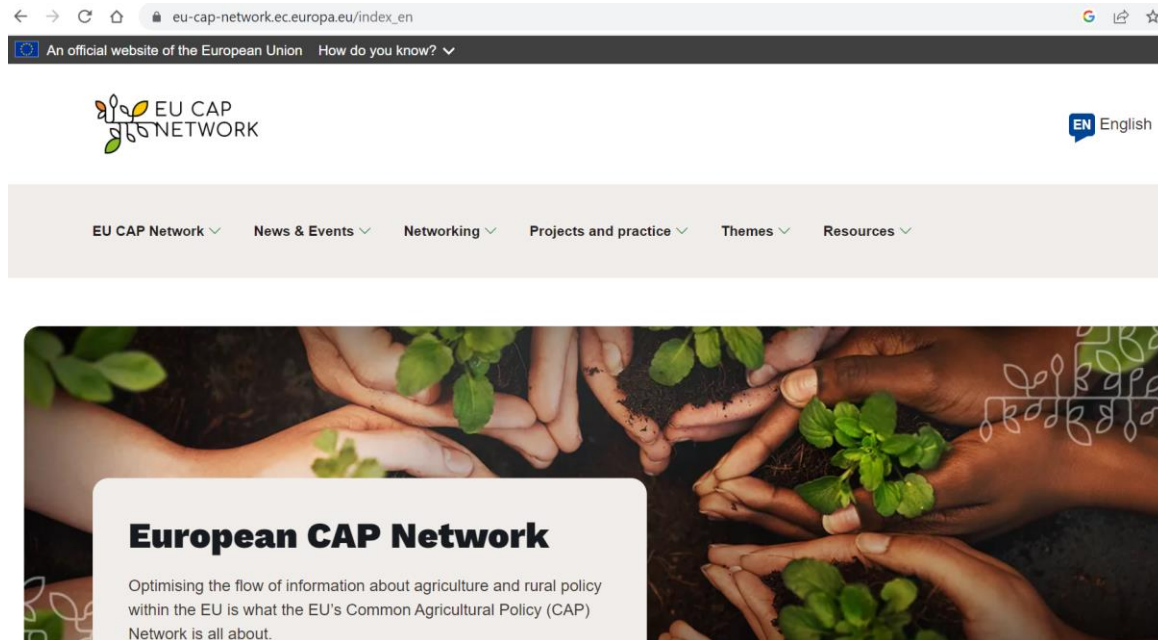 eu-cap-network.ec.europa.eu/index_en
An official website of the European Union How do you know?
EU CAP
NETWORK
EN English
EU CAP Network News & Events Networking Projects and practice Themes Resources
European CAP Network
Optimising the flow of information about agriculture and rural policy
within the EU is what the EU's Common Agricultural Policy (CAP)
Network is all about.